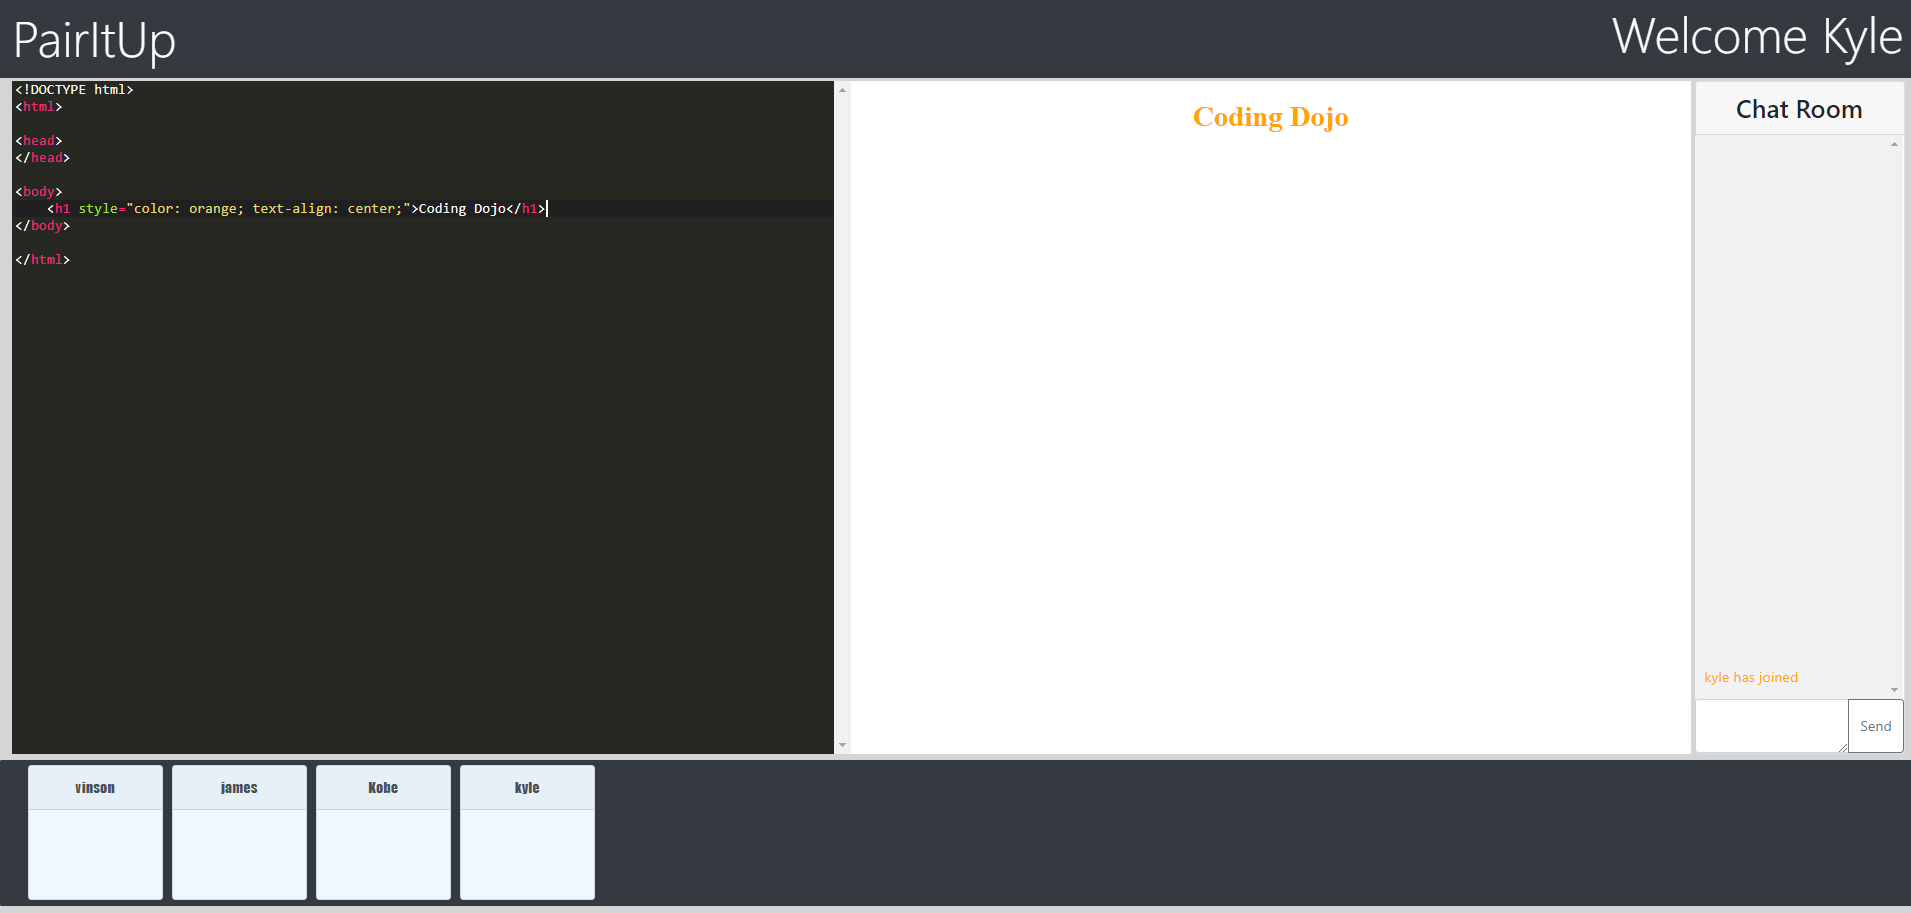 PairItUp
Welcome Kyle
<!DOCTYPE html>
<html>
<head>
</head>
<body>
<h1 style="color: orange; text-align: center;">Coding Dojo</h1>
</body>
</html>
Coding Dojo
Chat Room
kyle has joined
Send
vinson
james
Kobe
kyle